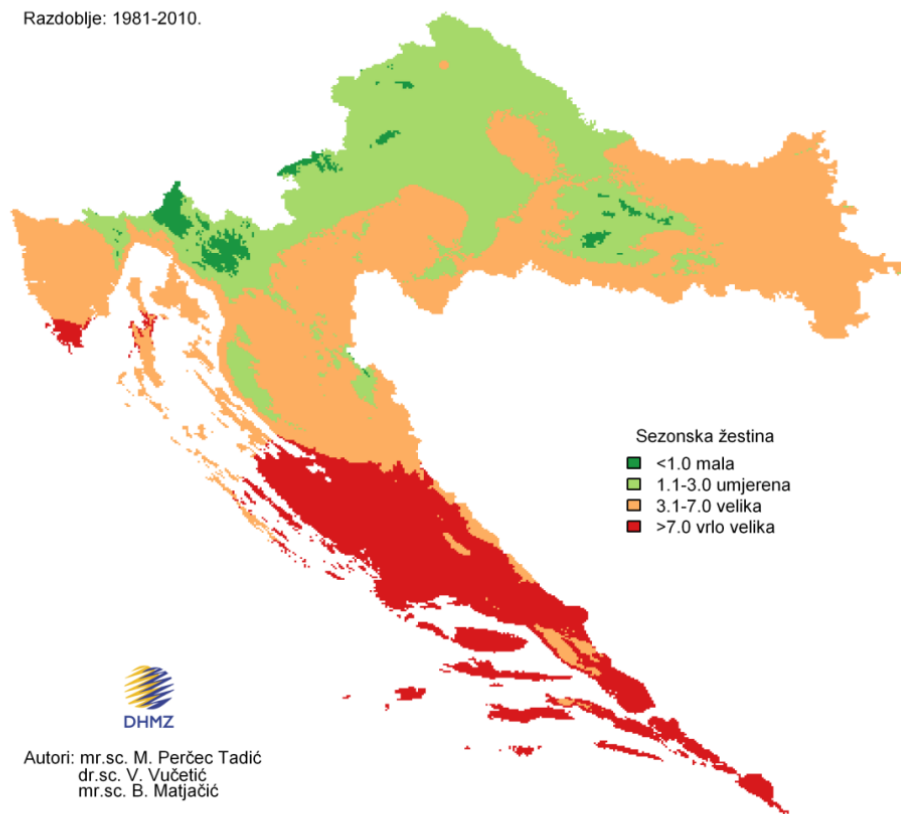 Razdoblje: 1981-2010.
Sezonska žestina
<1.0 mala
1.1-3.0 umjerena
3.1-7.0 velika
>7.0 vrlo velika
DHMZ
Autori: mr.sc. M. Perčec Tadić
dr.sc. V. Vučetić
mr.sc. B. Matjačić